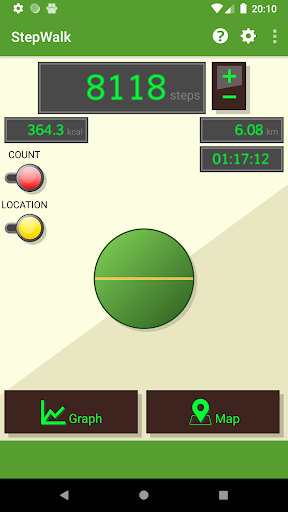 20:10
StepWalk
8118 steps
364.3 kcal
6.08 km
01:17:12
COUNT
LOCATION
Graph
Map